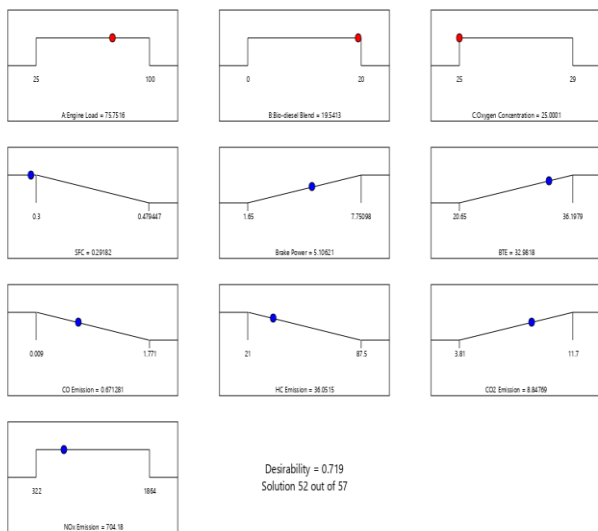 25 100
A:Engine Load = 75.7516
0 20
B:Bio-diesel Blend = 19.5413
25 29
C:Oxygen Concentration = 25.0001
0.3 0.479447
SFC = 0.29182
1.65 7.75098
Brake Power = 5.10621
20.65 36.1979
BTE = 32.9818
0.009 1.771
CO Emission = 0.671281
21 87.5
HC Emission = 36.0515
3.81 11.7
CO2 Emission = 8.84769
322 1864
NOx Emission = 704.18
Desirability = 0.719
Solution 52 out of 57